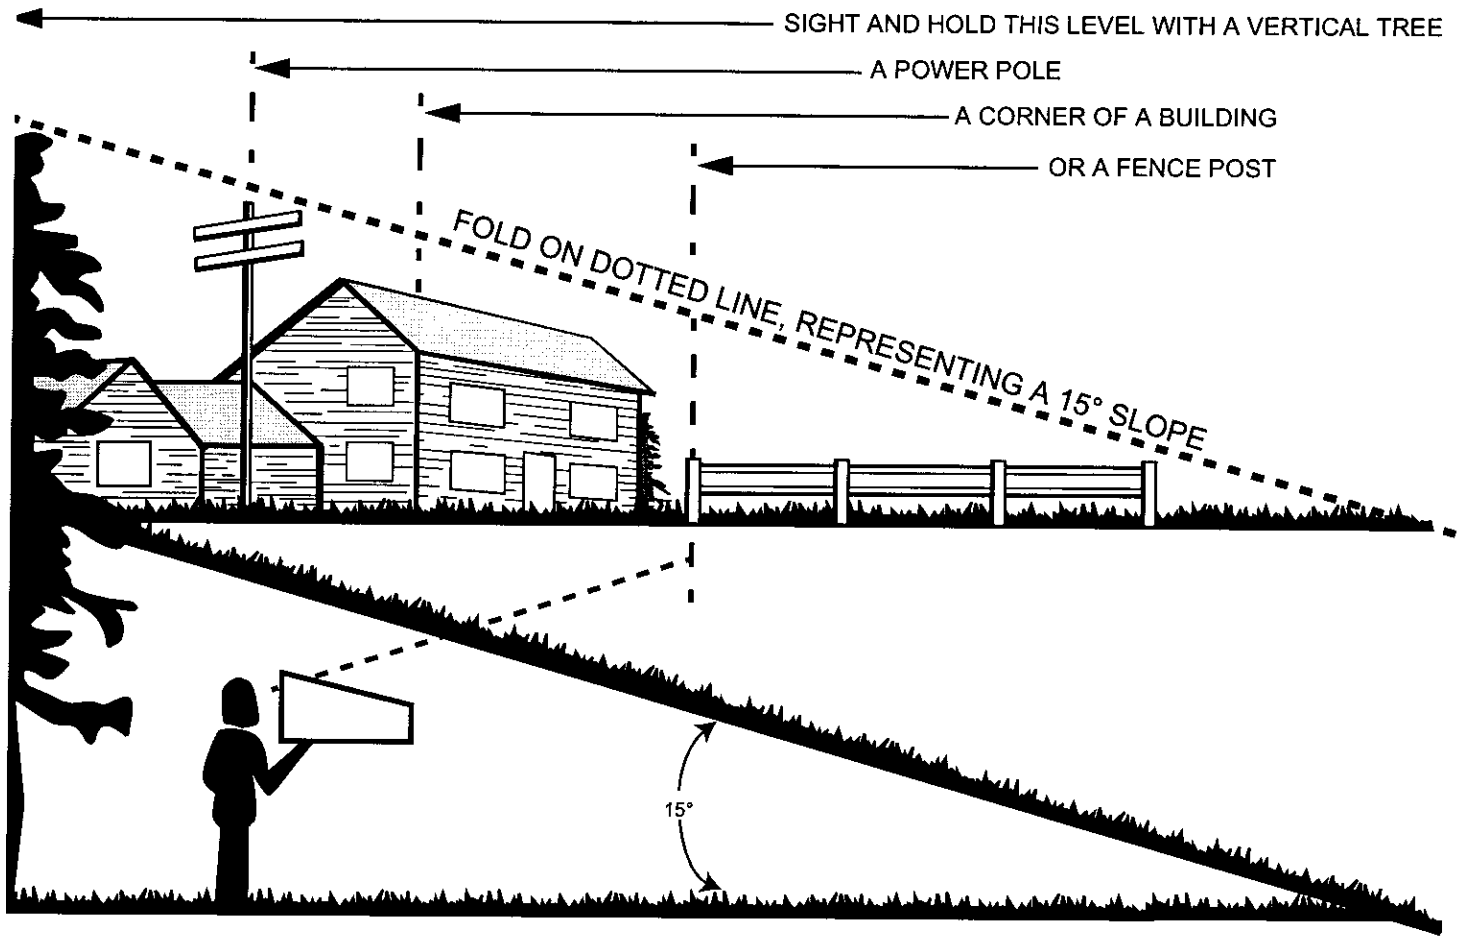 SIGHT AND HOLD THIS LEVEL WITH A VERTICAL TREE
A POWER POLE
A CORNER OF A BUILDING
OR A FENCE POST
FOLD ON DOTTED LINE, REPRESENTING A 15° SLOPE
15°